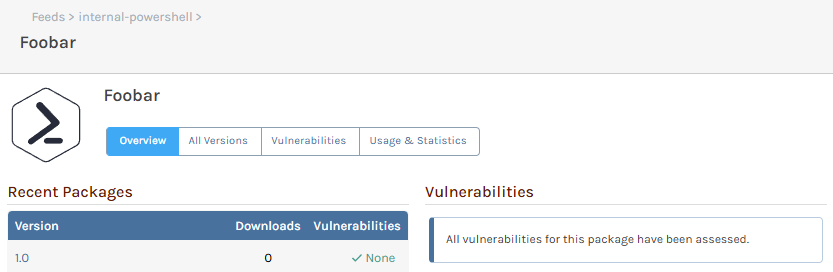 Feeds > internal-powershell >
Foobar
Foobar
Overview All Versions Vulnerabilities Usage & Statistics
Recent Packages
Version Downloads Vulnerabilities
1.0 0 None
Vulnerabilities
All vulnerabilities for this package have been assessed.